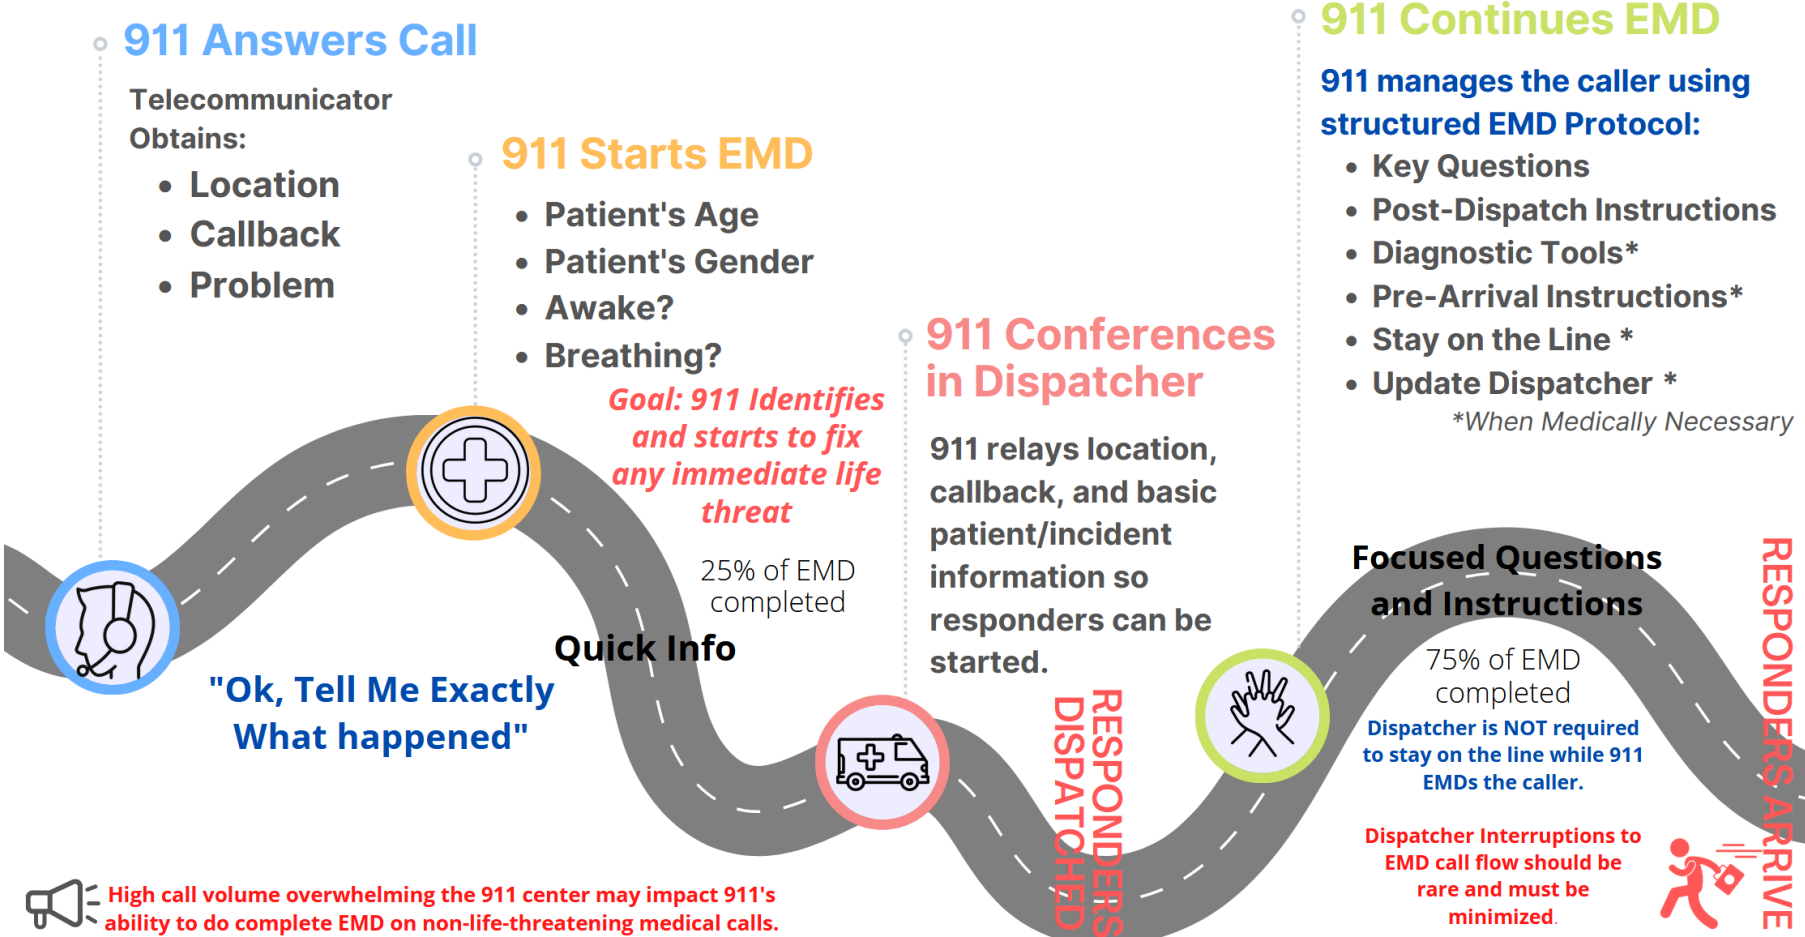 911 Answers Call
Telecommunicator
Obtains:
• Location
• Callback
• Problem
911 Starts EMD
• Patient's Age
• Patient's Gender
• Awake?
• Breathing?
Goal: 911 Identifies
and starts to fix
any immediate life
threat
25% of EMD
completed
Quick Info
"Ok, Tell Me Exactly
What happened"
911 Conferences
in Dispatcher
911 relays location,
callback, and basic
patient/incident
information so
responders can be
started.
RESPONDERS
DISPATCHED
911 Continues EMD
911 manages the caller using
structured EMD Protocol:
• Key Questions
• Post-Dispatch Instructions
• Diagnostic Tools*
• Pre-Arrival Instructions*
• Stay on the Line *
• Update Dispatcher *
*When Medically Necessary
Focused Questions
and Instructions
75% of EMD
completed
Dispatcher is NOT required
to stay on the line while 911
EMDs the caller.
Dispatcher Interruptions to
EMD call flow should be
rare and must be
minimized.
RESPONDERS ARRIVE
High call volume overwhelming the 911 center may impact 911's
ability to do complete EMD on non-life-threatening medical calls.